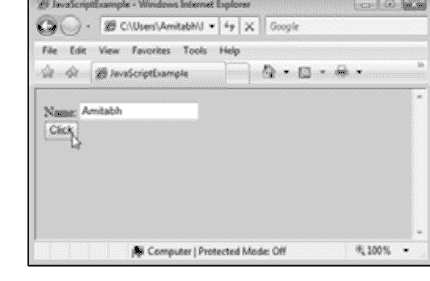 JavaScriptExample - Windows Internet Explorer
C:\Users\Amitabh\J
Google
File Edit View Favorites Tools Help
JavaScriptExample
Name: Amitabh
Click
Computer | Protected Mode: Off
100%